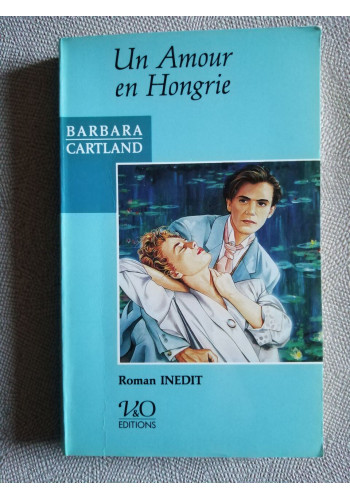 Un Amour
en Hongrie
BARBARA
CARTLAND
Roman INEDIT
V&O
EDITIONS